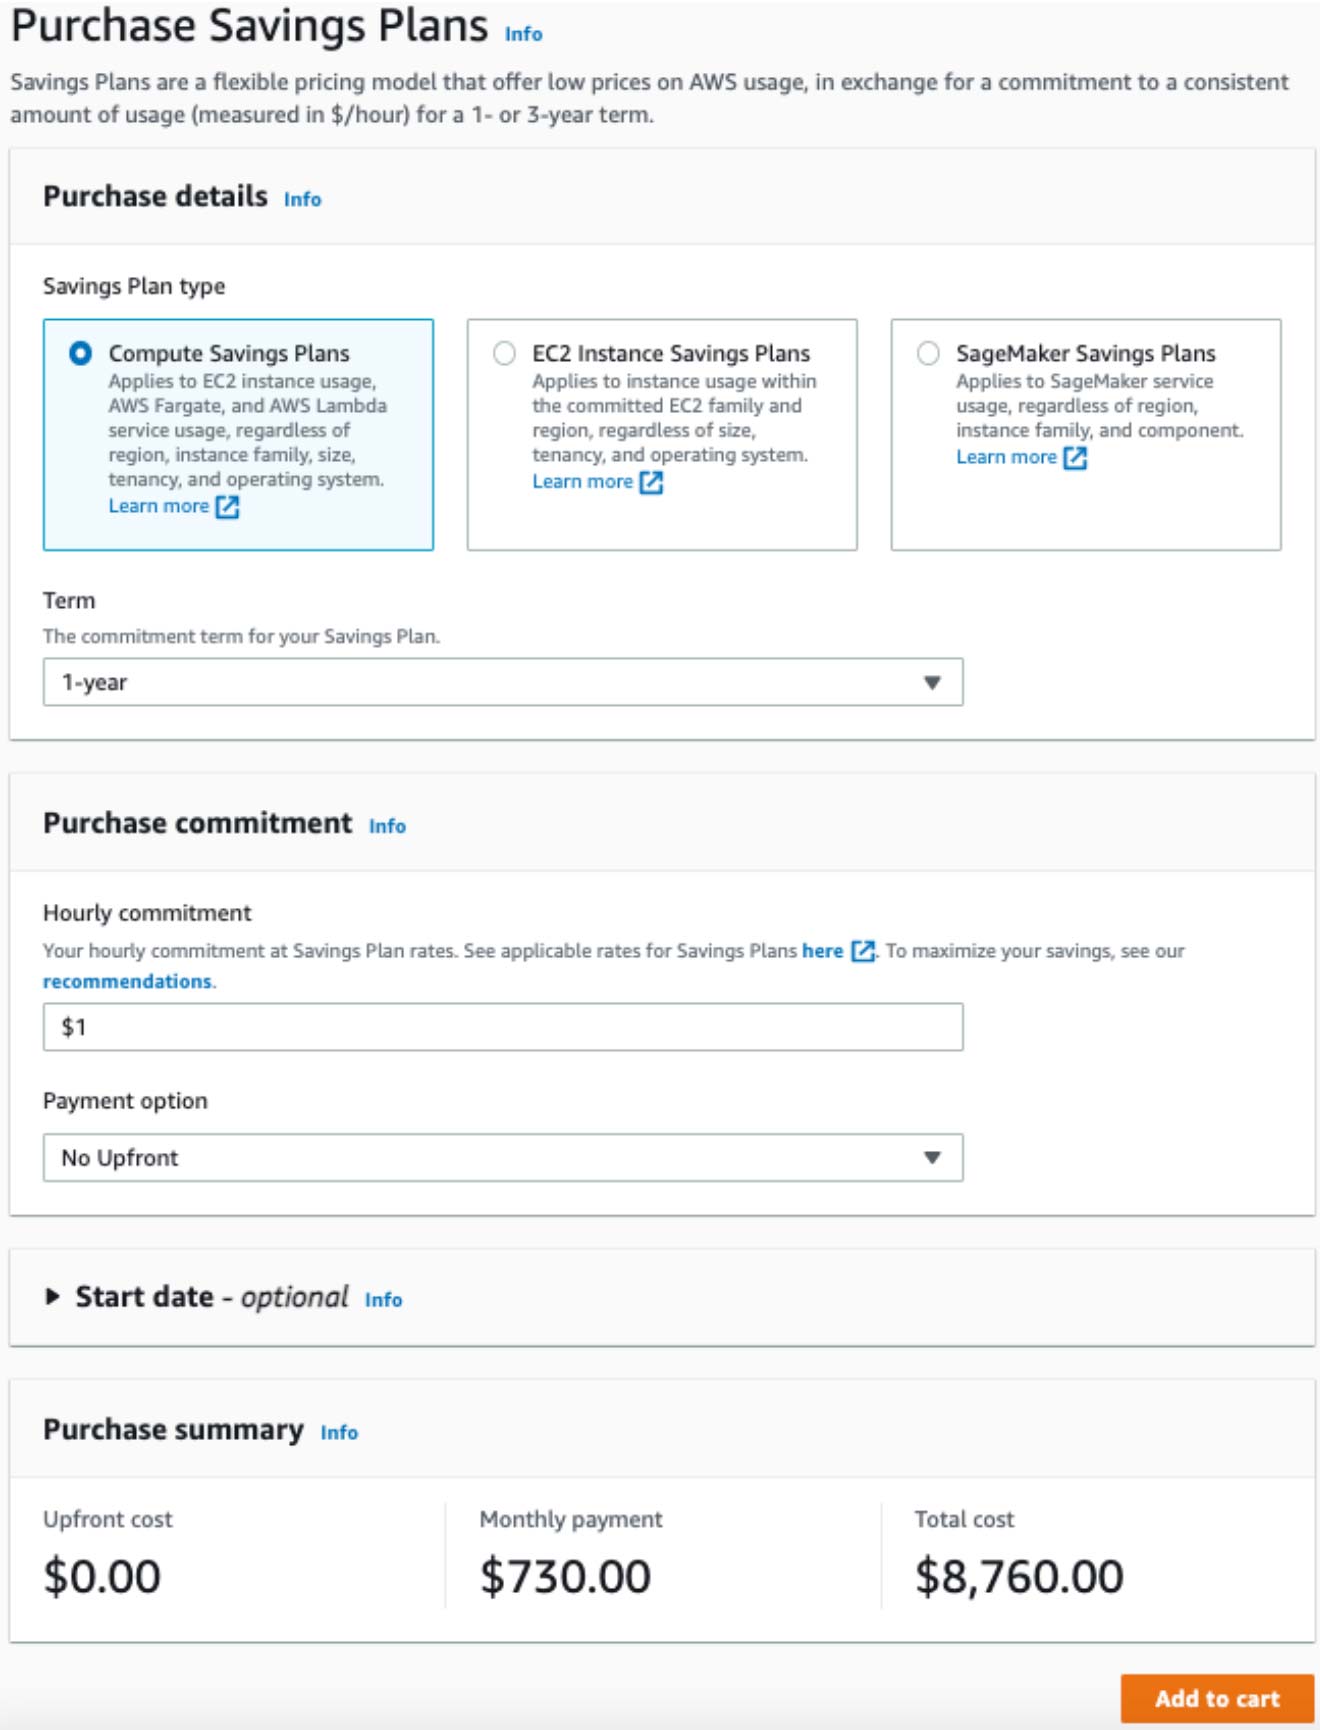 Purchase Savings Plans Info
Savings Plans are a flexible pricing model that offer low prices on AWS usage, in exchange for a commitment to a consistent
amount of usage (measured in $/hour) for a 1- or 3-year term.
Purchase details Info
Savings Plan type
Compute Savings Plans
Applies to EC2 instance usage,
AWS Fargate, and AWS Lambda
service usage, regardless of
region, instance family, size,
tenancy, and operating system.
Learn more
EC2 Instance Savings Plans
Applies to instance usage within
the committed EC2 family and
region, regardless of size,
tenancy, and operating system.
Learn more
SageMaker Savings Plans
Applies to SageMaker service
usage, regardless of region,
instance family, and component.
Learn more
Term
The commitment term for your Savings Plan.
1-year
Purchase commitment Info
Hourly commitment
Your hourly commitment at Savings Plan rates. See applicable rates for Savings Plans here. To maximize your savings, see our
recommendations.
$1
Payment option
No Upfront
Start date - optional Info
Purchase summary Info
Upfront cost
$0.00
Monthly payment
$730.00
Total cost
$8,760.00
Add to cart